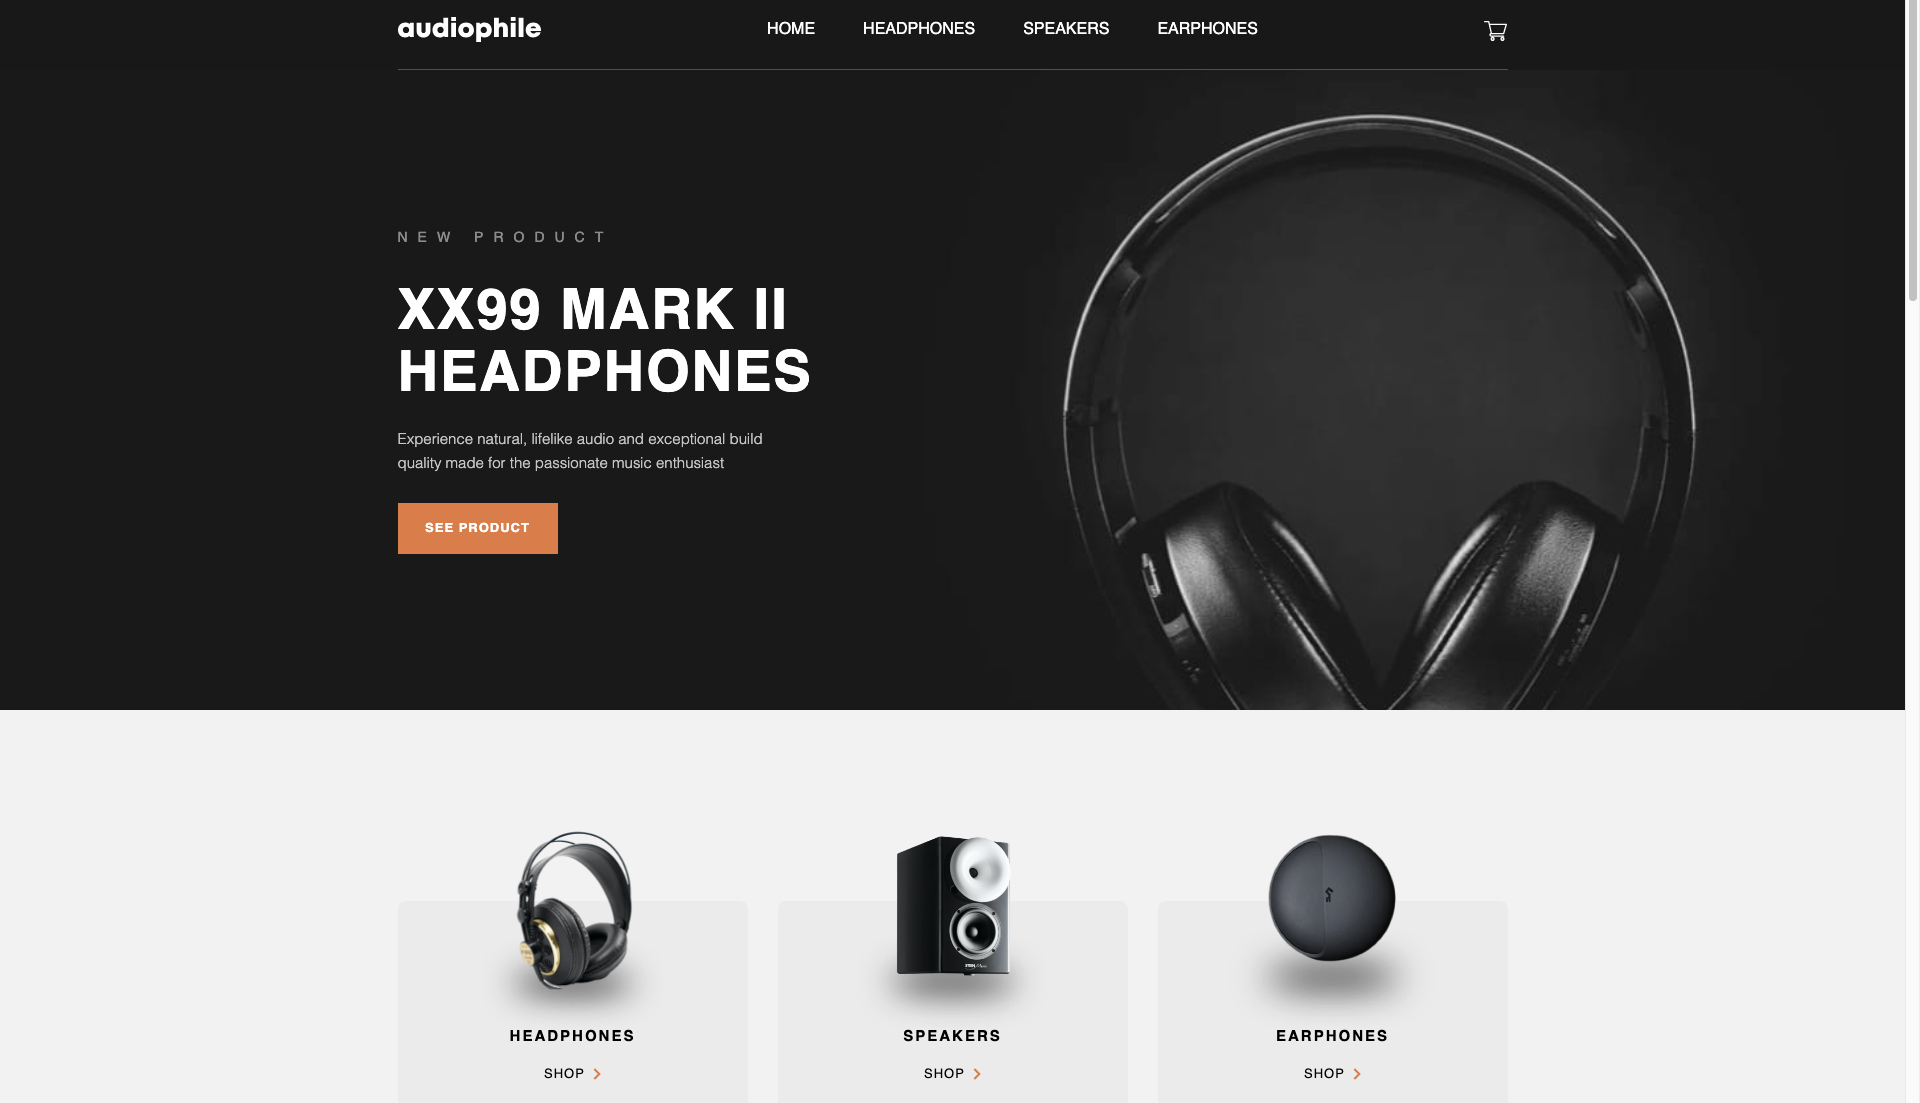 audiophile
HOME
HEADPHONES
SPEAKERS
EARPHONES
NEW PRODUCT
XX99 MARK II
HEADPHONES
Experience natural, lifelike audio and exceptional build
quality made for the passionate music enthusiast
SEE PRODUCT
HEADPHONES
SHOP
SPEAKERS
SHOP
EARPHONES
SHOP